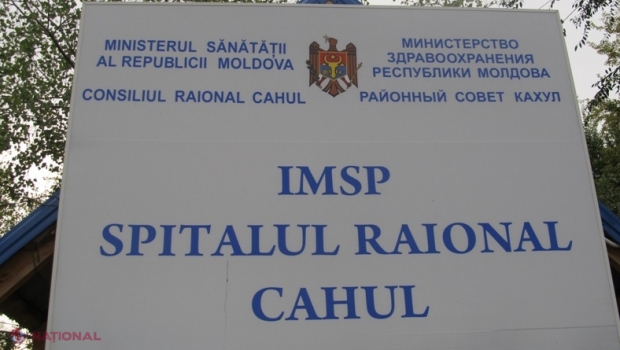 MINISTERUL SĂNĂTĂȚII
AL REPUBLICII MOLDOVA
CONSILIUL RAIONAL CAHUL
МИНИСТЕРСТВО
ЗДРАВООХРАНЕНИЯ
РЕСПУБЛИКИ МОЛДОВА
РАЙОННЫЙ СОВЕТ КАХУЛ
IMSP
SPITALUL RAIONAL
CAHUL
NAȚIONAL